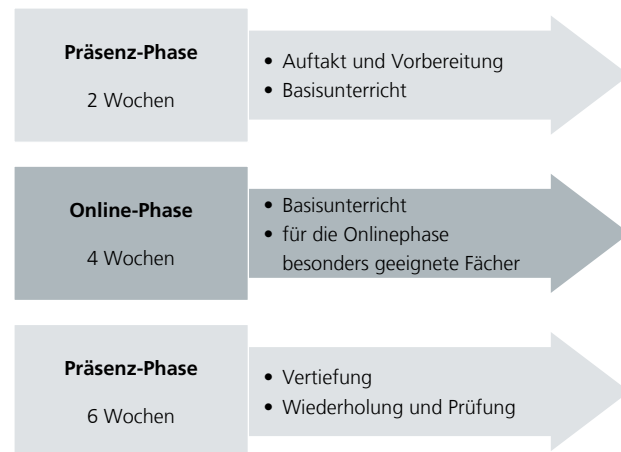 Präsenz-Phase
2 Wochen
• Auftakt und Vorbereitung
• Basisunterricht
Online-Phase
4 Wochen
• Basisunterricht
• für die Onlinephase
besonders geeignete Fächer
Präsenz-Phase
6 Wochen
• Vertiefung
• Wiederholung und Prüfung